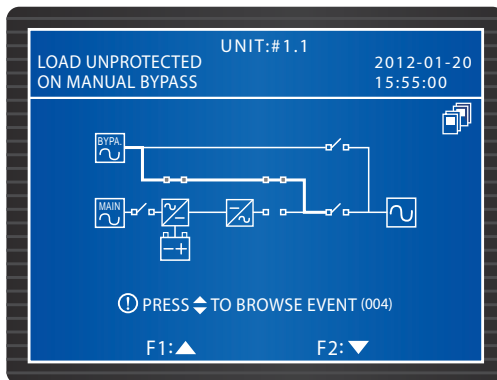 UNIT:#1.1
LOAD UNPROTECTED
ON MANUAL BYPASS
2012-01-20
15:55:00
BYPA.
MAIN
PRESS TO BROWSE EVENT (004)
F1:
F2: